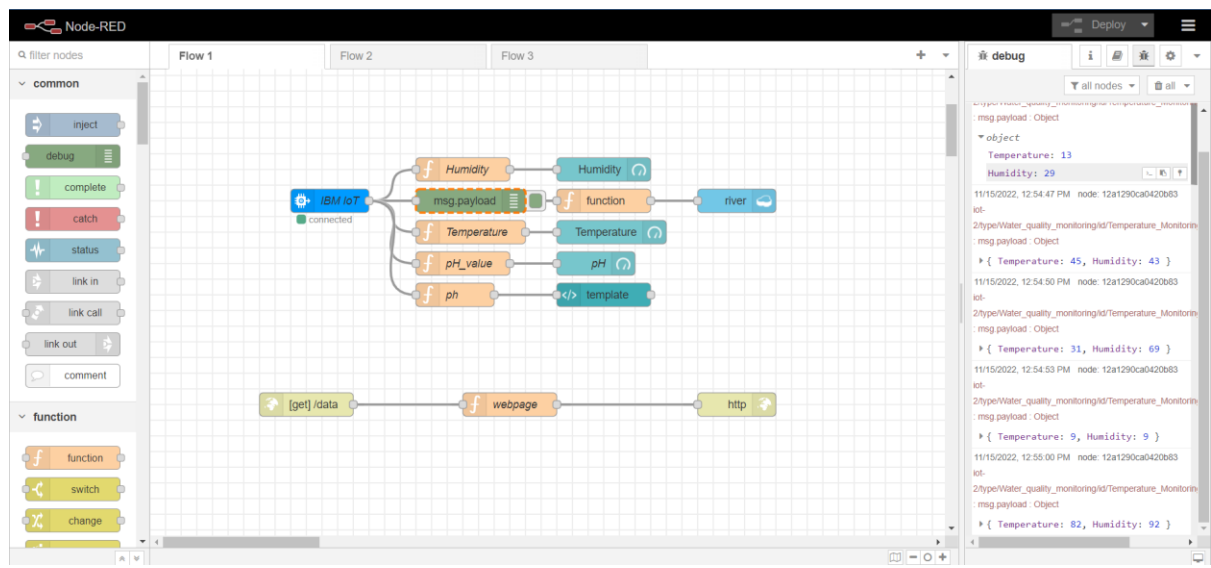 Node-RED
Deploy
filter nodes
Flow 1
Flow 2
Flow 3
debug
i
all nodes
all
common
inject
debug
complete
catch
status
link in
link call
link out
comment
function
function
switch
change
Humidity
Humidity
IBM IoT
connected
msg.payload
function
river
Temperature
Temperature
pH_value
pH
ph
template
[get] /data
webpage
http
2/type/Water_quality_monitoring/id/Temperature_Monitorin
: msg.payload : Object
object
Temperature: 13
Humidity: 29
11/15/2022, 12:54:47 PM node: 12a1290ca0420b83
iot-
2/type/Water_quality_monitoring/id/Temperature_Monitorin
: msg.payload : Object
{ Temperature: 45, Humidity: 43 }
11/15/2022, 12:54:50 PM node: 12a1290ca0420b83
iot-
2/type/Water_quality_monitoring/id/Temperature_Monitorin
: msg.payload : Object
{ Temperature: 31, Humidity: 69 }
11/15/2022, 12:54:53 PM node: 12a1290ca0420b83
iot-
2/type/Water_quality_monitoring/id/Temperature_Monitorin
: msg.payload : Object
{ Temperature: 9, Humidity: 9 }
11/15/2022, 12:55:00 PM node: 12a1290ca0420b83
iot-
2/type/Water_quality_monitoring/id/Temperature_Monitorin
: msg.payload : Object
{ Temperature: 82, Humidity: 92 }